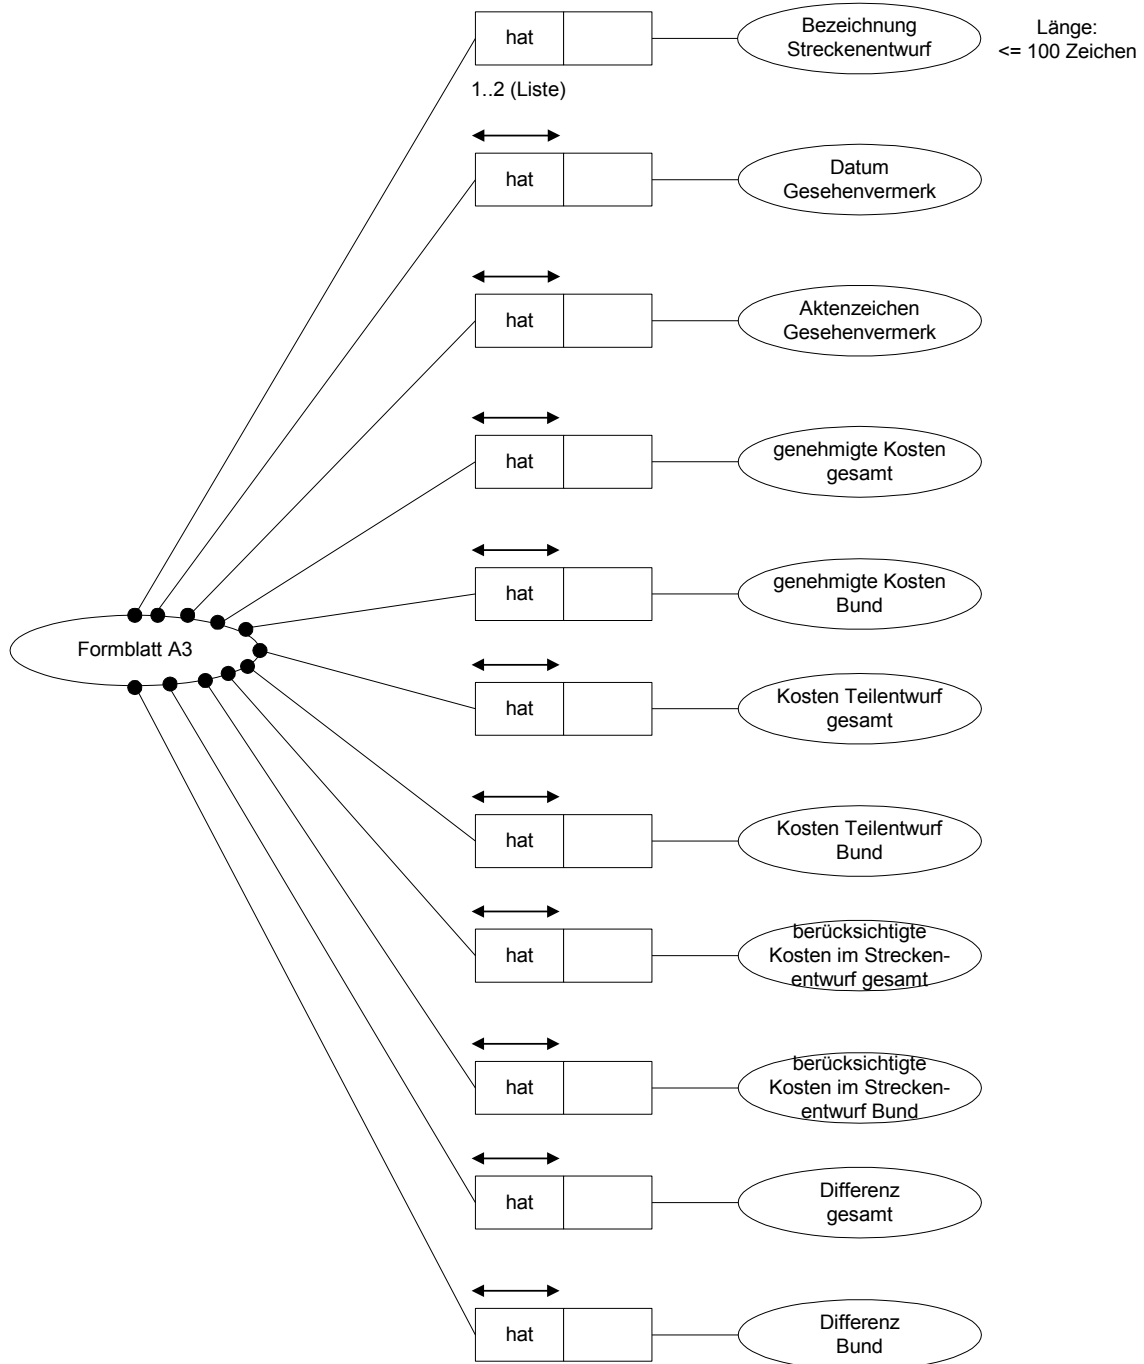 hat
Bezeichnung
Streckenentwurf
Länge:
<= 100 Zeichen
1..2 (Liste)
hat
Datum
Gesehenvermerk
hat
Aktenzeichen
Gesehenvermerk
hat
genehmigte Kosten
gesamt
hat
genehmigte Kosten
Bund
Formblatt A3
hat
Kosten Teilentwurf
gesamt
hat
Kosten Teilentwurf
Bund
hat
berücksichtigte
Kosten im Strecken-
entwurf gesamt
hat
berücksichtigte
Kosten im Strecken-
entwurf Bund
hat
Differenz
gesamt
hat
Differenz
Bund